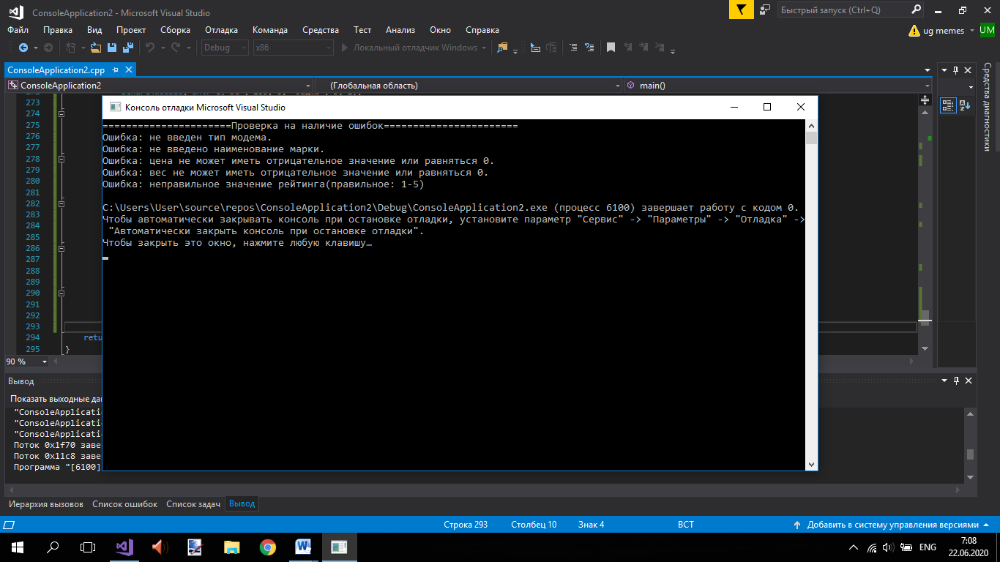 ConsoleApplication2 - Microsoft Visual Studio
Быстрый запуск (Ctrl+Q)
Файл Правка Вид Проект Сборка Отладка Команда Средства Тест Анализ Окно Справка
ug memes
UM
Debug
x86
Локальный отладчик Windows
ConsoleApplication2.cpp
ConsoleApplication2
(Глобальная область)
main()
Средства диагностики
273
274
275
276
277
278
279
280
281
282
283
284
285
286
287
288
289
290
291
292
293
294 retu
295 }
Консоль отладки Microsoft Visual Studio
======================Проверка на наличие ошибок=======================
Ошибка: не введен тип модема.
Ошибка: не введено наименование марки.
Ошибка: цена не может иметь отрицательное значение или равняться 0.
Ошибка: вес не может иметь отрицательное значение или равняться 0.
Ошибка: неправильное значение рейтинга(правильное: 1-5)
C:\Users\User\source\repos\ConsoleApplication2\Debug\ConsoleApplication2.exe (процесс 6100) завершает работу с кодом 0.
Чтобы автоматически закрывать консоль при остановке отладки, установите параметр "Сервис" -> "Параметры" -> "Отладка" ->
"Автоматически закрыть консоль при остановке отладки".
Чтобы закрыть это окно, нажмите любую клавишу…
90 %
Вывод
Показать выходные да
"ConsoleApplicati
"ConsoleApplicati
"ConsoleApplicati
Поток 0x1f70 заве
Поток 0x11c8 заве
Программа "[6100]
Иерархия вызовов Список ошибок Список задач Вывод
Строка 293 Столбец 10 Знак 4 ВСТ Добавить в систему управления версиями
ENG
7:08
22.06.2020